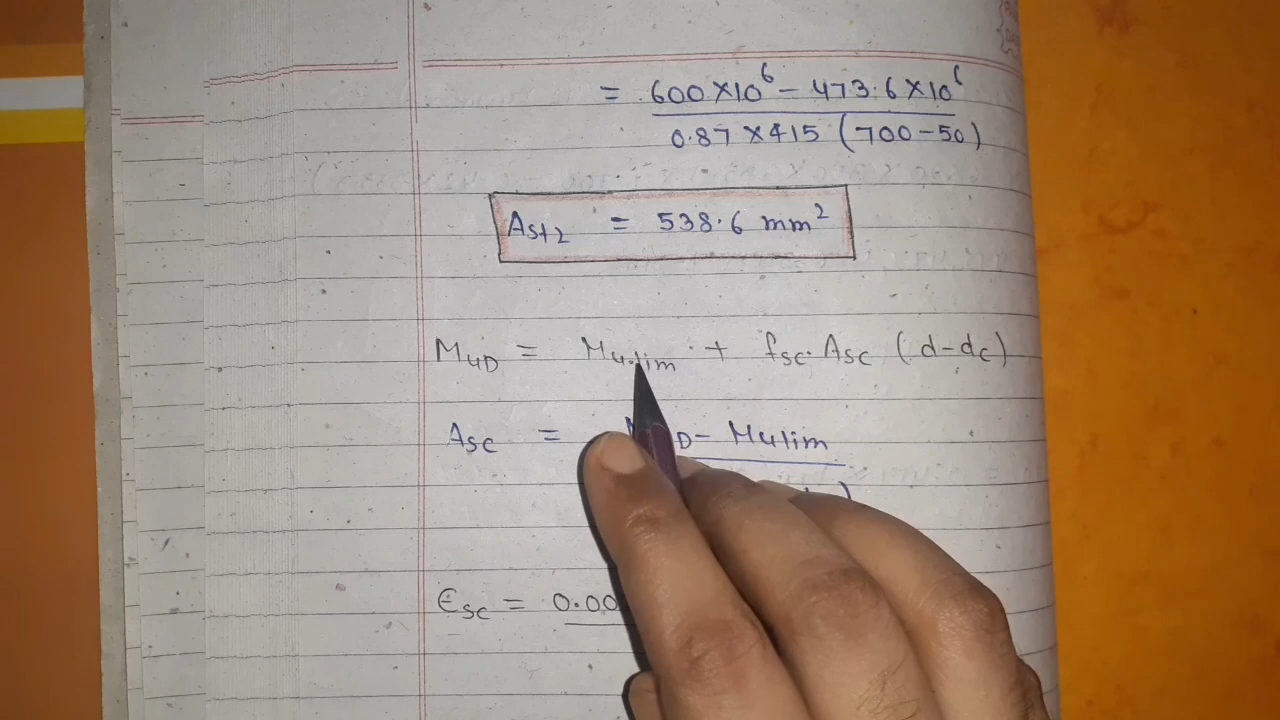 = 600×10⁶ - 473.6×10⁶
0.87 × 415 (700-50)
Ast2 = 538.6 mm²
MuD = Mulim + fsc. Asc (d-dc)
Asc = D - Mulim
Esc = 0.00